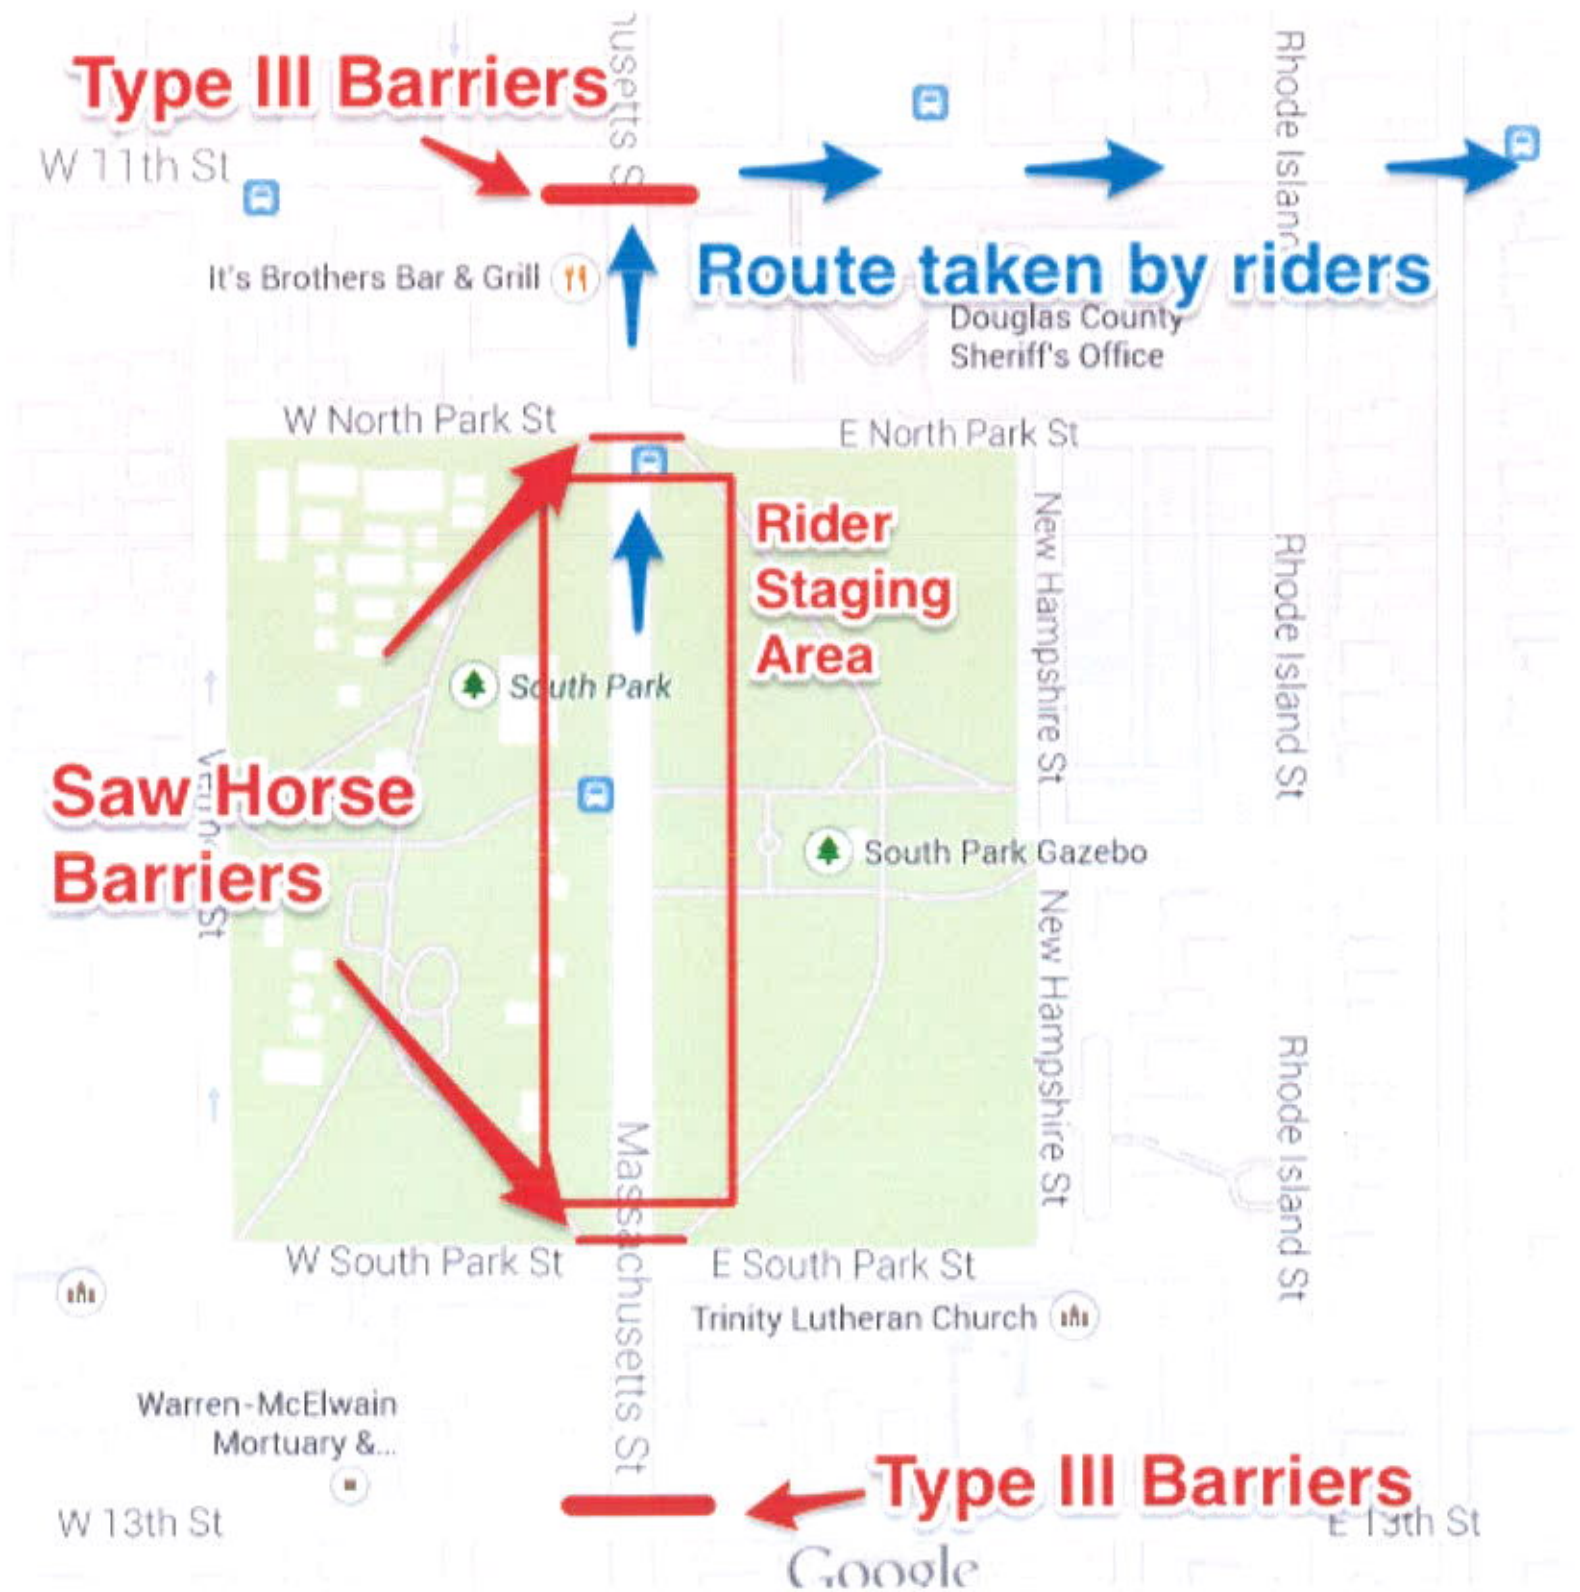 Type III Barriers
W 11th St
It's Brothers Bar & Grill
Route taken by riders
Douglas County
Sheriff's Office
W North Park St
E North Park St
Rider
Staging
Area
South Park
Saw Horse
Barriers
St
South Park Gazebo
New Hampshire St
New Hampshire St
Rhode Island St
Rhode Island St
Massachusetts St
W South Park St
E South Park St
Trinity Lutheran Church
Warren-McElwain
Mortuary &...
Type III Barriers
W 13th St
E 13th St
Google